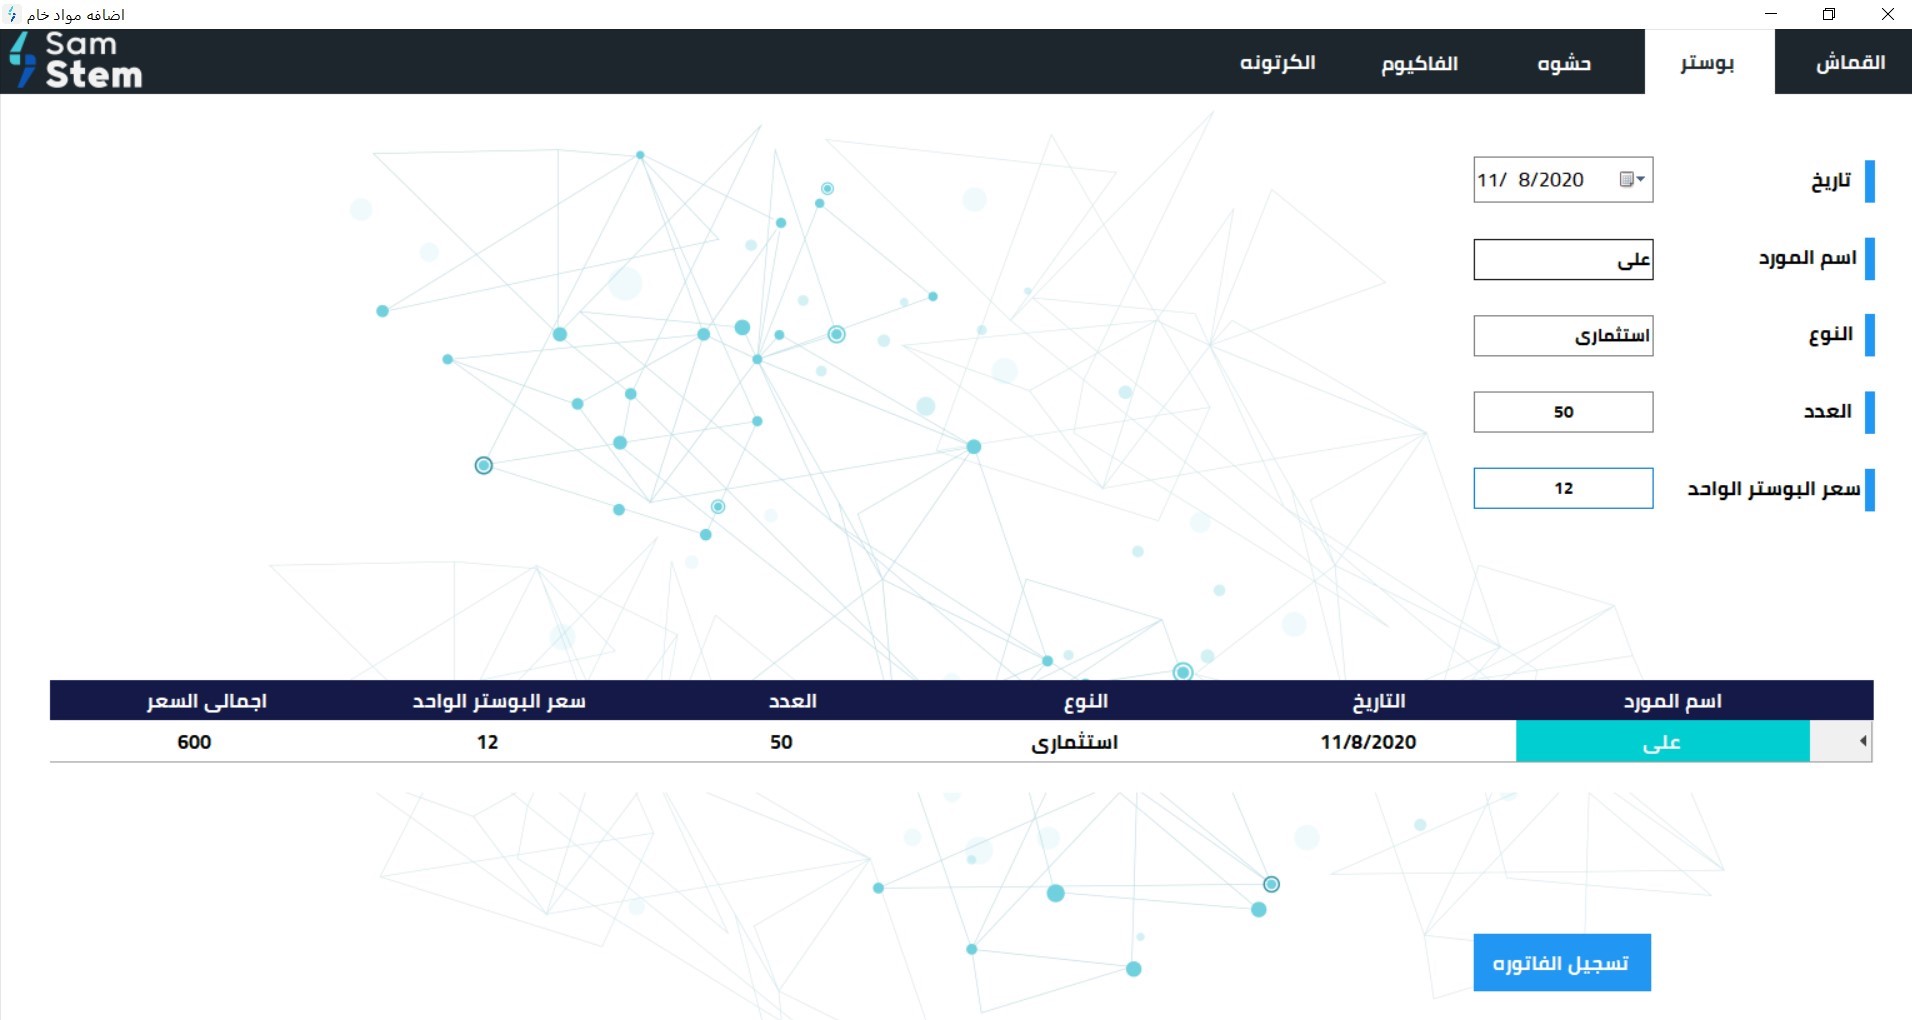 اضافه مواد خام
Sam
Stem
القماش
بوستر
حشوه
الفاكيوم
الكرتونه
تاريخ
11/ 8/2020
اسم المورد
على
النوع
استثمارى
العدد
50
سعر البوستر الواحد
12
اسم المورد التاريخ النوع العدد سعر البوستر الواحد اجمالى السعر
على 11/8/2020 استثمارى 50 12 600
تسجيل الفاتوره